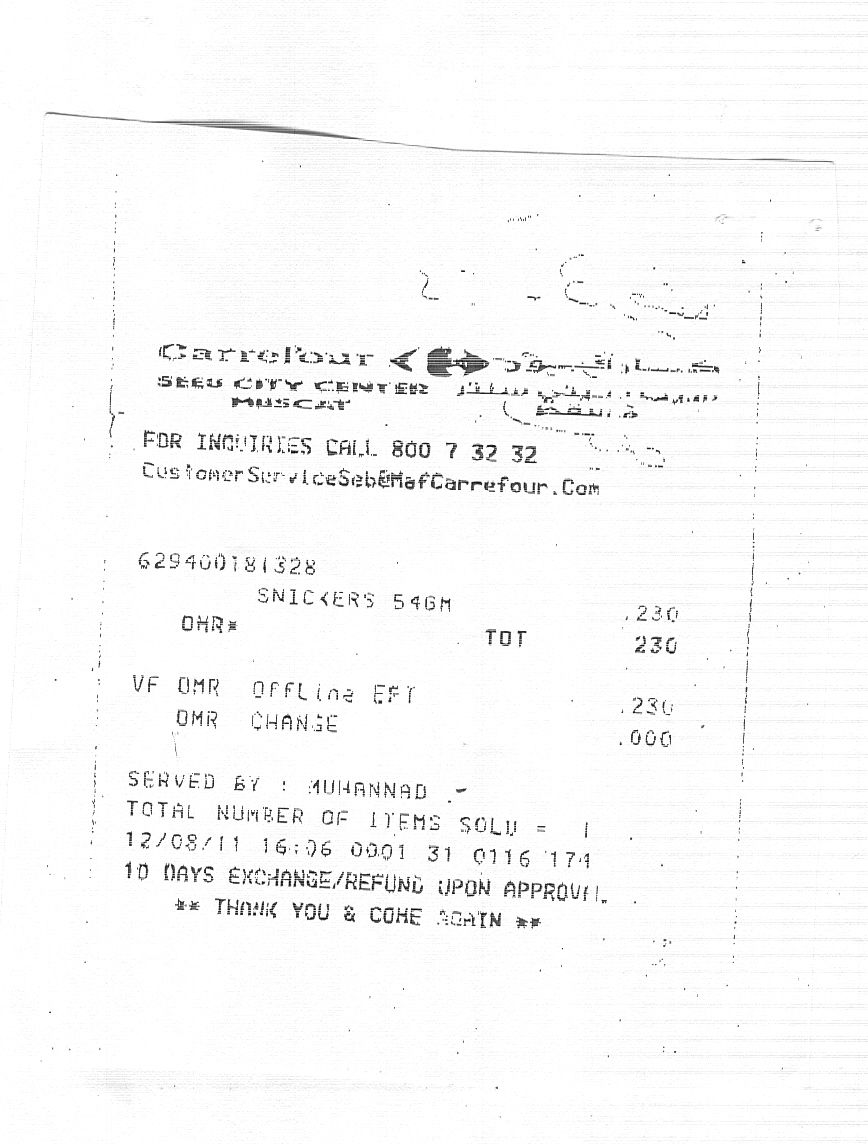 Carrefour كارفور
SEEB CITY CENTER
MUSCAT
FOR INQUIRIES CALL 800 7 32 32
CustomerServiceSeb@MafCarrefour.Com
629400181328
SNICKERS 54GM .230
OMR* TOT 230
VF OMR OffLine EFT .230
OMR CHANGE .000
SERVED BY : MUHANNAD .-
TOTAL NUMBER OF ITEMS SOLD = 1
12/08/11 16:06 0001 31 0116 174
10 DAYS EXCHANGE/REFUND UPON APPROVAL.
** THANK YOU & COME AGAIN **